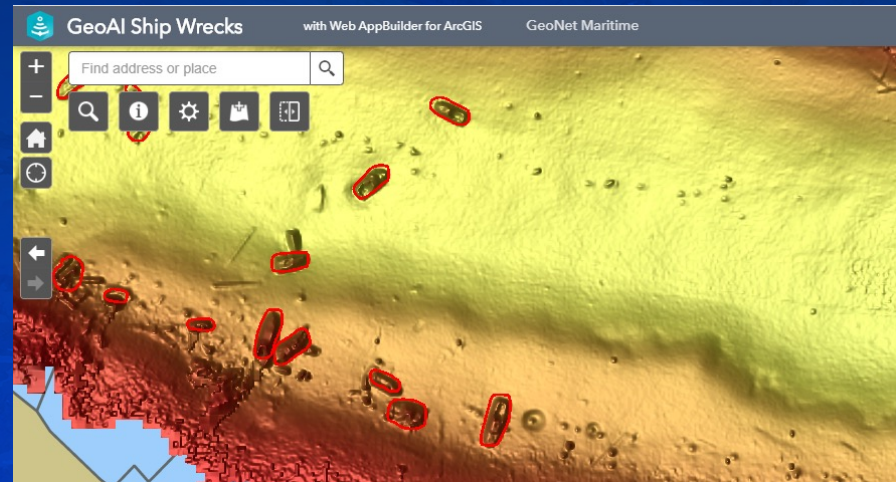 GeoAI Ship Wrecks with Web AppBuilder for ArcGIS GeoNet Maritime
Find address or place